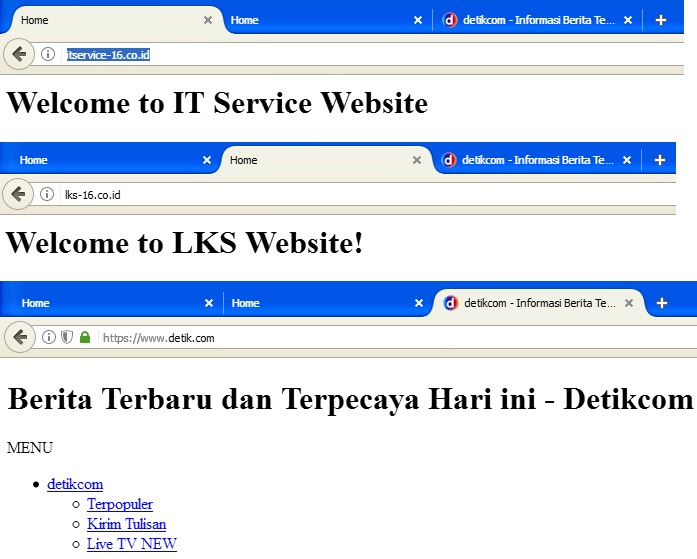 Home Home detikcom - Informasi Berita Te...
itservice-16.co.id
Welcome to IT Service Website
Home Home detikcom - Informasi Berita Te...
lks-16.co.id
Welcome to LKS Website!
Home Home detikcom - Informasi Berita Te...
https://www.detik.com
Berita Terbaru dan Terpecaya Hari ini - Detikcom
MENU
detikcom
Terpopuler
Kirim Tulisan
Live TV NEW